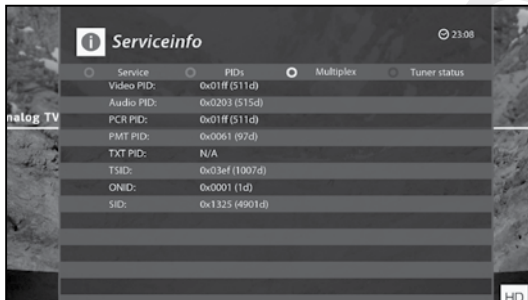 Serviceinfo 23:08
Service PIDs Multiplex Tuner status
Video PID: 0x01ff (511d)
Audio PID: 0x0203 (515d)
PCR PID: 0x01ff (511d)
nalog TV
PMT PID: 0x0061 (97d)
TXT PID: N/A
TSID: 0x03ef (1007d)
ONID: 0x0001 (1d)
SID: 0x1325 (4901d)
HD